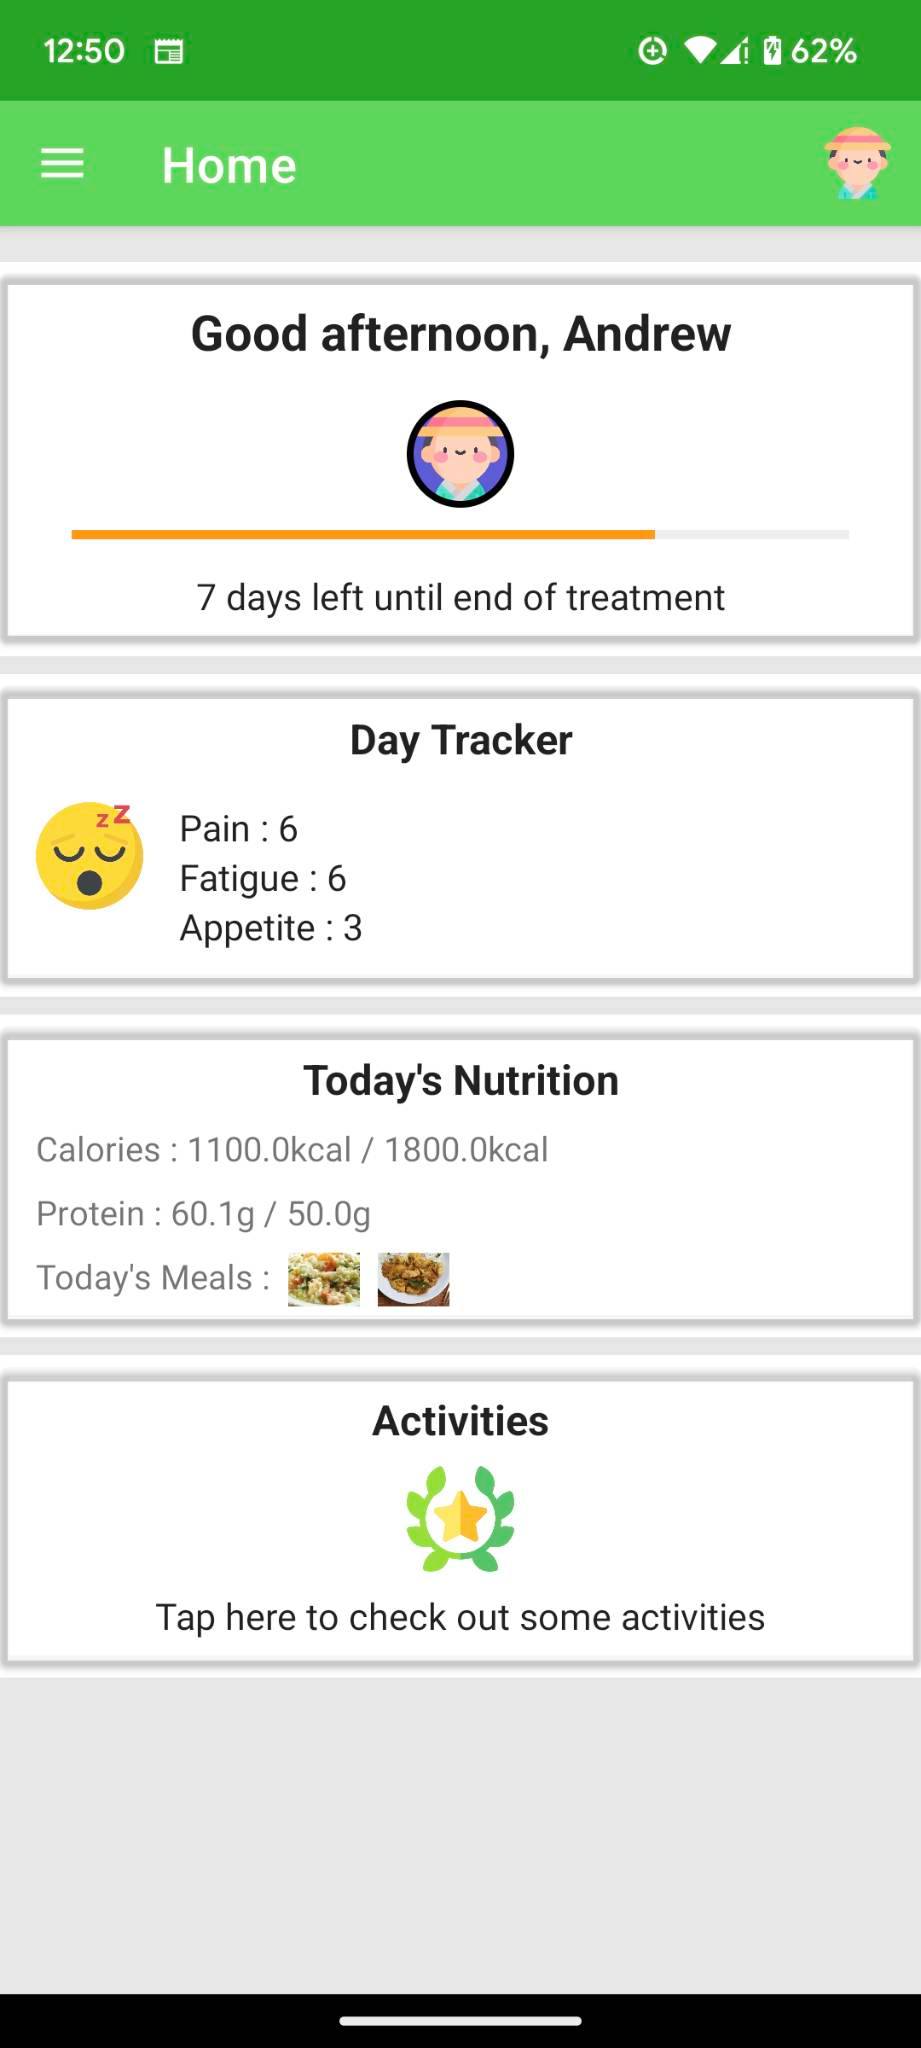 12:50
62%
Home
Good afternoon, Andrew
7 days left until end of treatment
Day Tracker
zZ
Pain : 6
Fatigue : 6
Appetite : 3
Today's Nutrition
Calories : 1100.0kcal / 1800.0kcal
Protein : 60.1g / 50.0g
Today's Meals :
Activities
Tap here to check out some activities